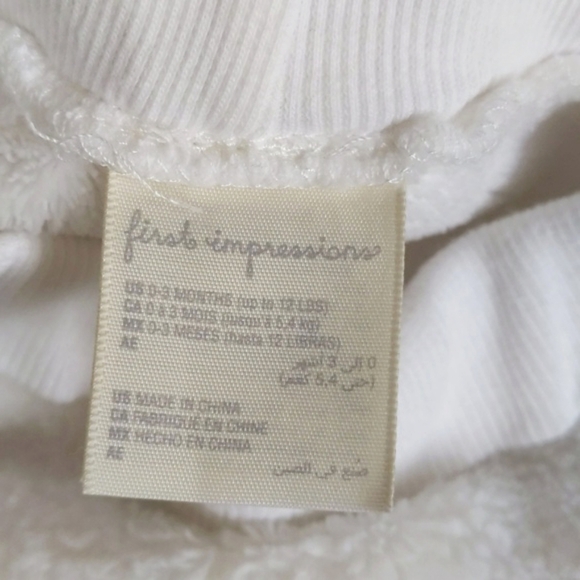 first impressions
US 0-3 MONTHS (up to 12 LBS)
CA 0 à 3 MOIS (jusqu'à 5,4 kg)
MX 0-3 MESES (hasta 12 LIBRAS)
AE
0 إلى 3 أشهر
(حتى 5,4 كغم)
US MADE IN CHINA
CA FABRIQUÉ EN CHINE
MX HECHO EN CHINA
AE
صُنع في الصين